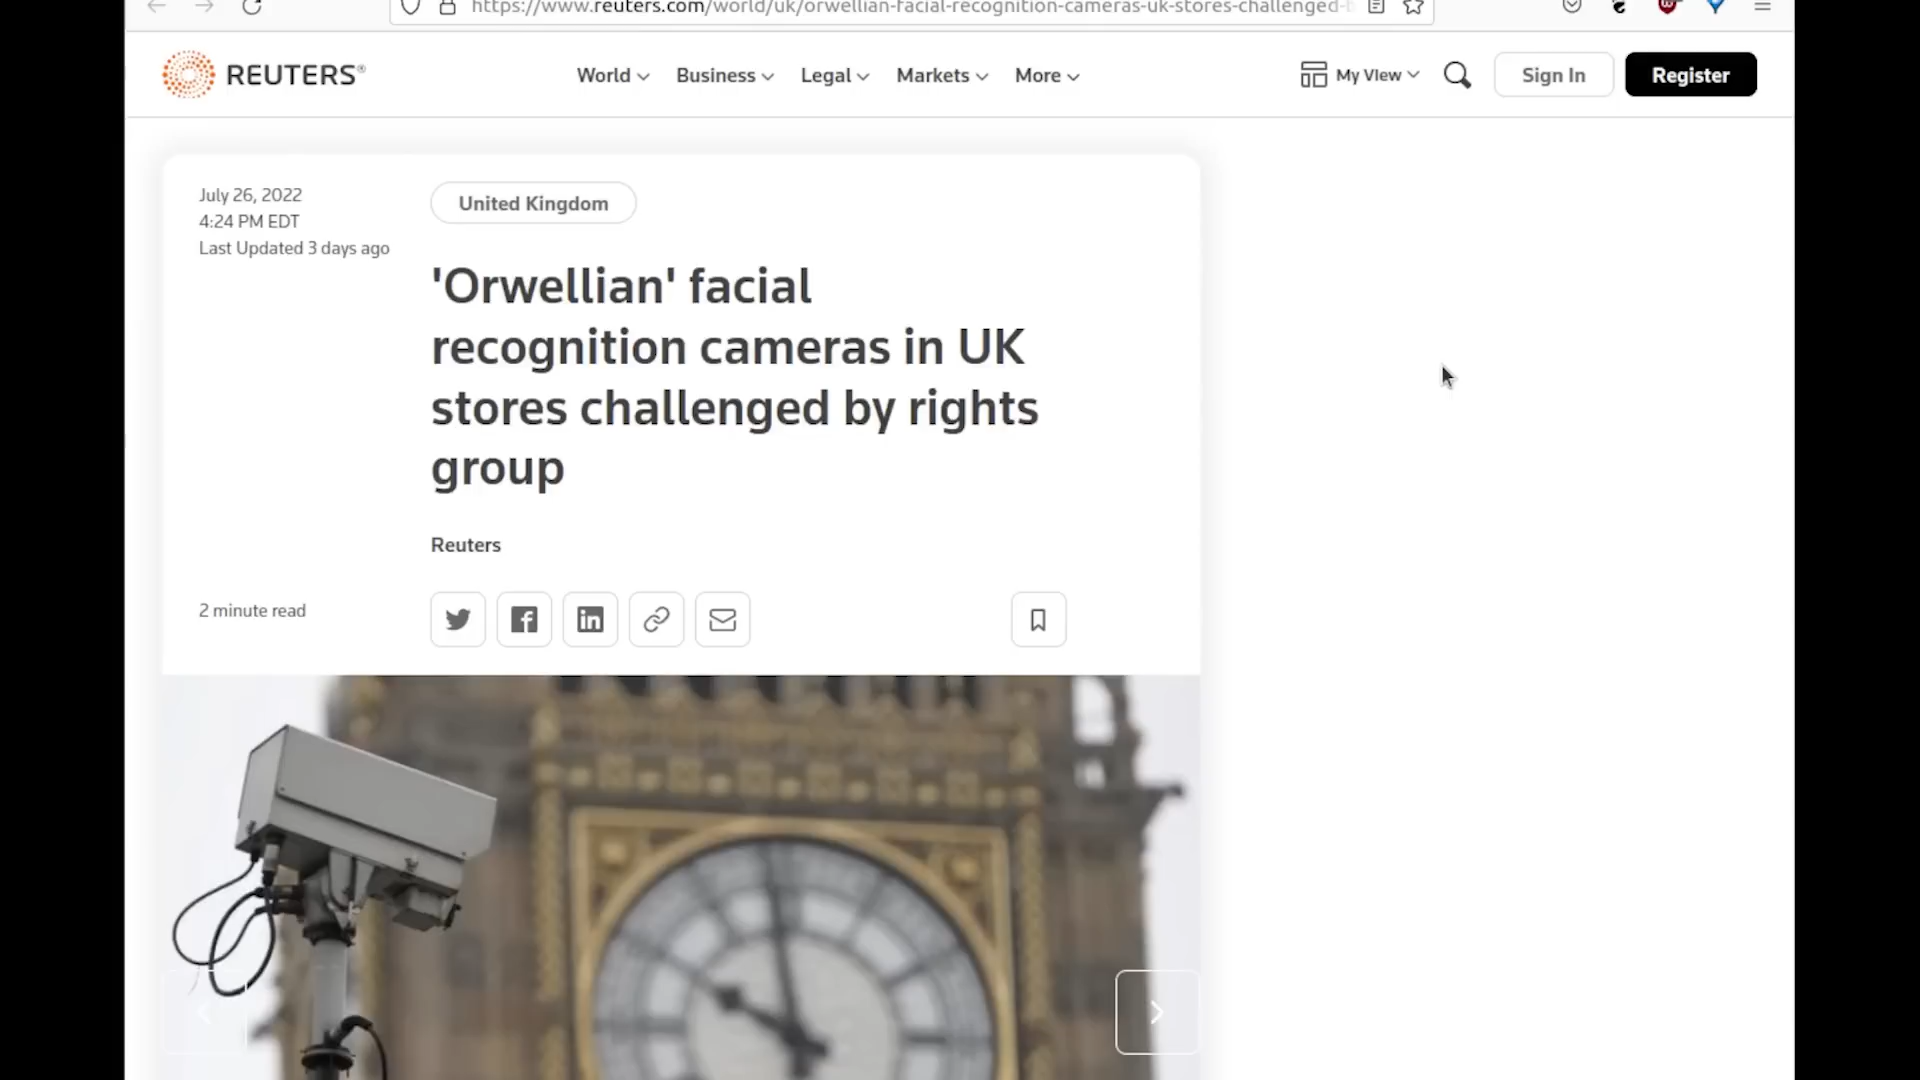 https://www.reuters.com/world/uk/orwellian-facial-recognition-cameras-uk-stores-challenged-
REUTERS®
World
Business
Legal
Markets
More
My View
Sign In
Register
July 26, 2022
4:24 PM EDT
Last Updated 3 days ago
United Kingdom
'Orwellian' facial
recognition cameras in UK
stores challenged by rights
group
Reuters
2 minute read